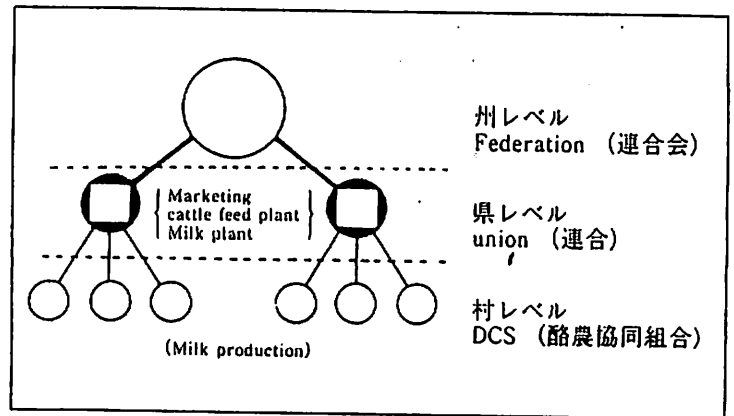 州レベル
Federation (連合会)
Marketing
cattle feed plant
Milk plant
県レベル
union (連合)
村レベル
DCS (酪農協同組合)
(Milk production)